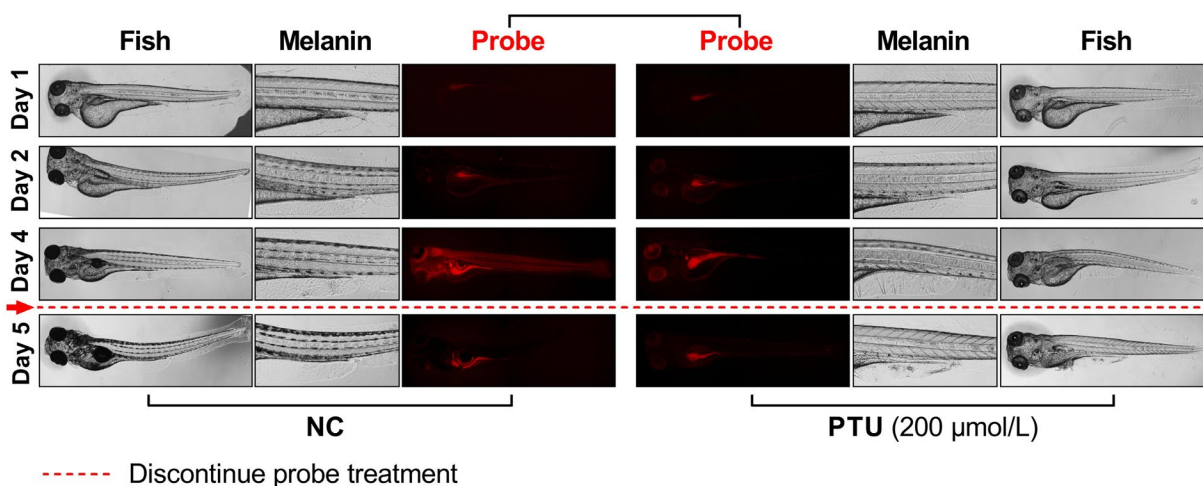 Fish Melanin Probe Probe Melanin Fish
Day 1
Day 2
Day 4
Day 5
NC PTU (200 µmol/L)
Discontinue probe treatment